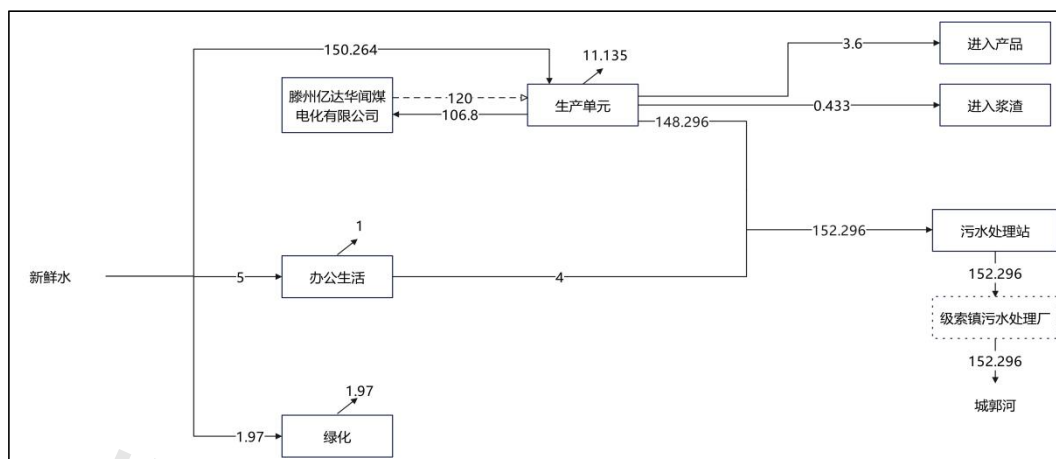 150.264
11.135
3.6
进入产品
滕州亿达华闻煤
电化有限公司
120
106.8
生产单元
0.433
进入浆渣
148.296
1
新鲜水
5
办公生活
4
152.296
污水处理站
152.296
级索镇污水处理厂
152.296
城郭河
1.97
1.97
绿化